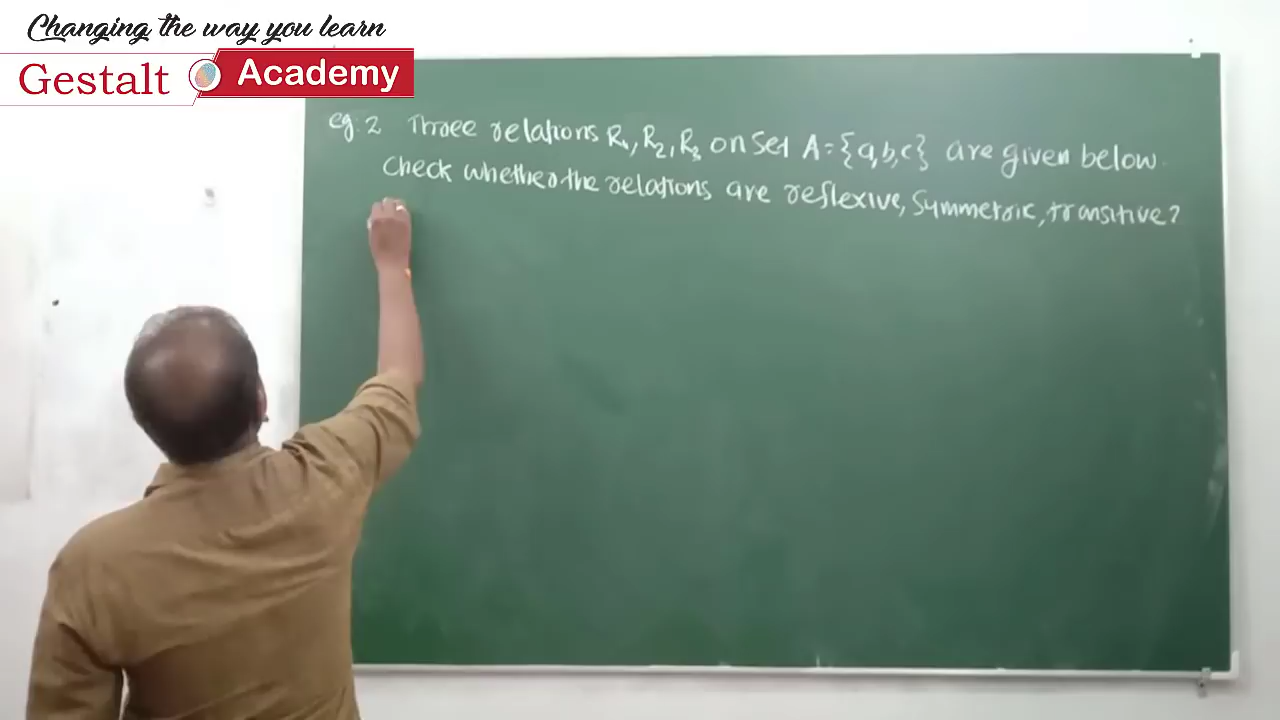 Changing the way you learn
Gestalt Academy
eg: 2 Three relations R₁, R₂, R₃ on set A = {a, b, c} are given below.
Check whether the relations are reflexive, Symmetric, transitive?